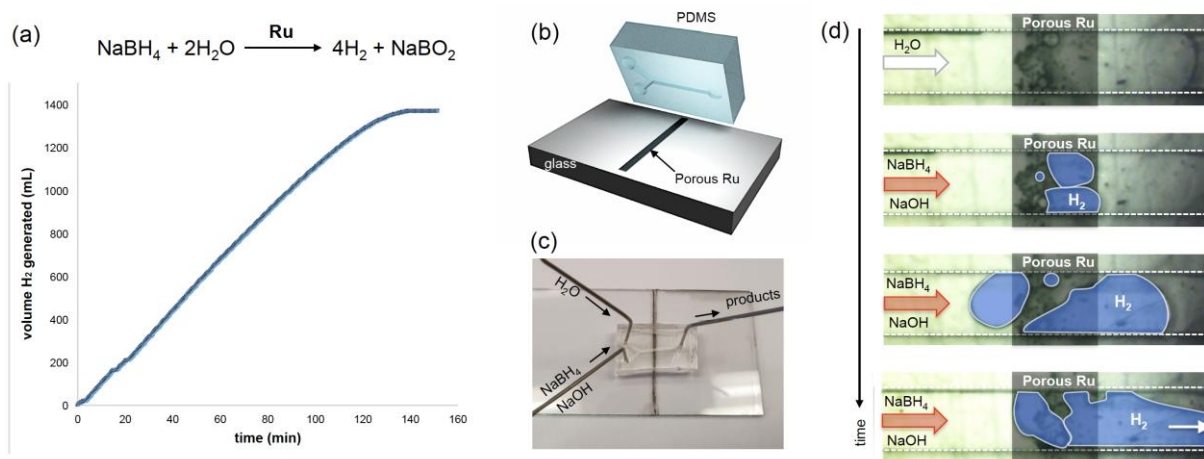 (a)
NaBH₄ + 2H₂O Ru 4H₂ + NaBO₂
volume H₂ generated (mL)
1400
1200
1000
800
600
400
200
0
0 20 40 60 80 100 120 140 160
time (min)
(b)
PDMS
glass
Porous Ru
(c)
H₂O
products
NaBH₄
NaOH
(d)
time
Porous Ru
H₂O
Porous Ru
NaBH₄
NaOH
H₂
Porous Ru
NaBH₄
NaOH
H₂
Porous Ru
NaBH₄
NaOH
H₂